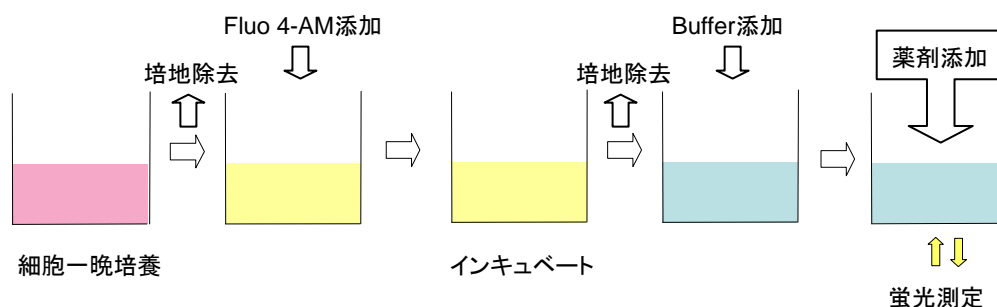 Fluo 4-AM添加
Buffer添加
培地除去
培地除去
薬剤添加
細胞一晩培養
インキュベート
蛍光測定